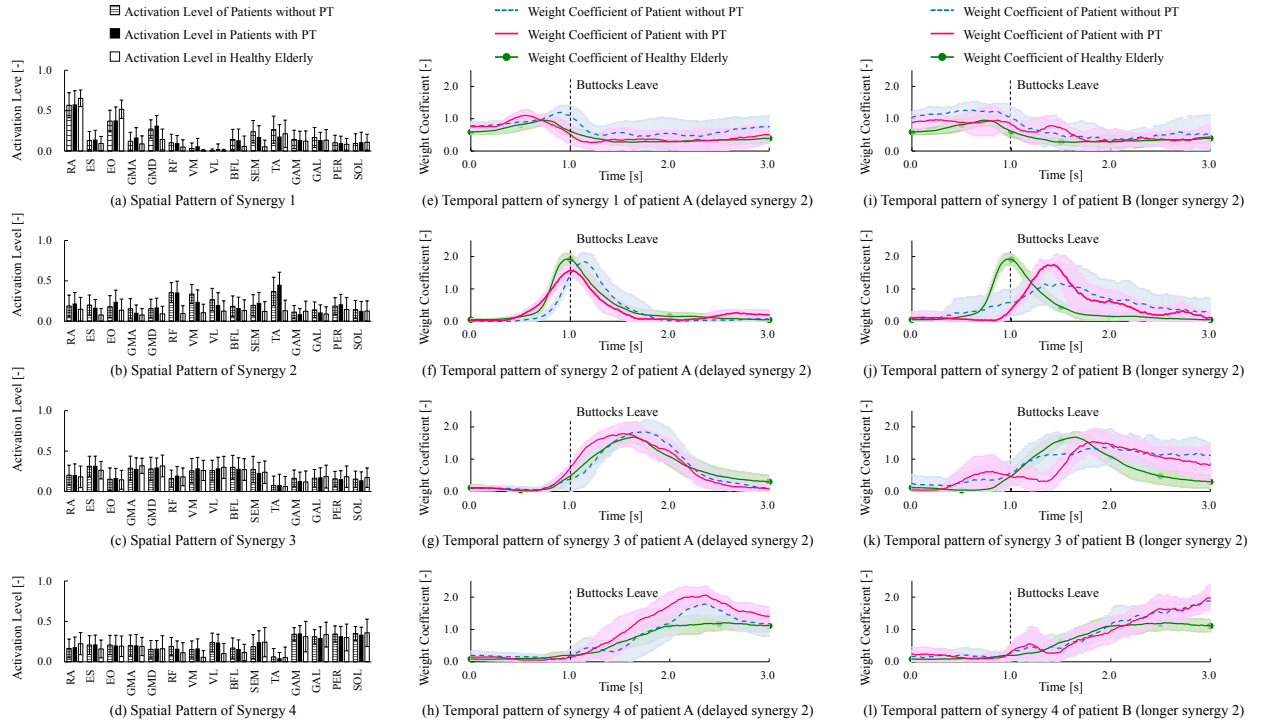 Activation Level of Patients without PT
Activation Level in Patients with PT
Activation Level in Healthy Elderly
Weight Coefficient of Patient without PT
Weight Coefficient of Patient with PT
Weight Coefficient of Healthy Elderly
Weight Coefficient of Patient without PT
Weight Coefficient of Patient with PT
Weight Coefficient of Healthy Elderly
Activation Leve [-]
1.0
0.5
0.0
RA ES EO GMA GMD RF VM VL BFL SEM TA GAM GAL PER SOL
(a) Spatial Pattern of Synergy 1
Weight Coefficient [-]
2.0
1.0
0.0
Buttocks Leave
0.0 1.0 2.0 3.0
Time [s]
(e) Temporal pattern of synergy 1 of patient A (delayed synergy 2)
Weight Coefficient [-]
2.0
1.0
0.0
Buttocks Leave
0.0 1.0 2.0 3.0
Time [s]
(i) Temporal pattern of synergy 1 of patient B (longer synergy 2)
Activation Level [-]
1.0
0.5
0.0
RA ES EO GMA GMD RF VM VL BFL SEM TA GAM GAL PER SOL
(b) Spatial Pattern of Synergy 2
Weight Coefficient [-]
2.0
1.0
0.0
Buttocks Leave
0.0 1.0 2.0 3.0
Time [s]
(f) Temporal pattern of synergy 2 of patient A (delayed synergy 2)
Weight Coefficient [-]
2.0
1.0
0.0
Buttocks Leave
0.0 1.0 2.0 3.0
Time [s]
(j) Temporal pattern of synergy 2 of patient B (longer synergy 2)
Activation Level [-]
1.0
0.5
0.0
RA ES EO GMA GMD RF VM VL BFL SEM TA GAM GAL PER SOL
(c) Spatial Pattern of Synergy 3
Weight Coefficient [-]
2.0
1.0
0.0
Buttocks Leave
0.0 1.0 2.0 3.0
Time [s]
(g) Temporal pattern of synergy 3 of patient A (delayed synergy 2)
Weight Coefficient [-]
2.0
1.0
0.0
Buttocks Leave
0.0 1.0 2.0 3.0
Time [s]
(k) Temporal pattern of synergy 3 of patient B (longer synergy 2)
Activation Level [-]
1.0
0.5
0.0
RA ES EO GMA GMD RF VM VL BFL SEM TA GAM GAL PER SOL
(d) Spatial Pattern of Synergy 4
Weight Coefficient [-]
2.0
1.0
0.0
Buttocks Leave
0.0 1.0 2.0 3.0
Time [s]
(h) Temporal pattern of synergy 4 of patient A (delayed synergy 2)
Weight Coefficient [-]
2.0
1.0
0.0
Buttocks Leave
0.0 1.0 2.0 3.0
Time [s]
(l) Temporal pattern of synergy 4 of patient B (longer synergy 2)